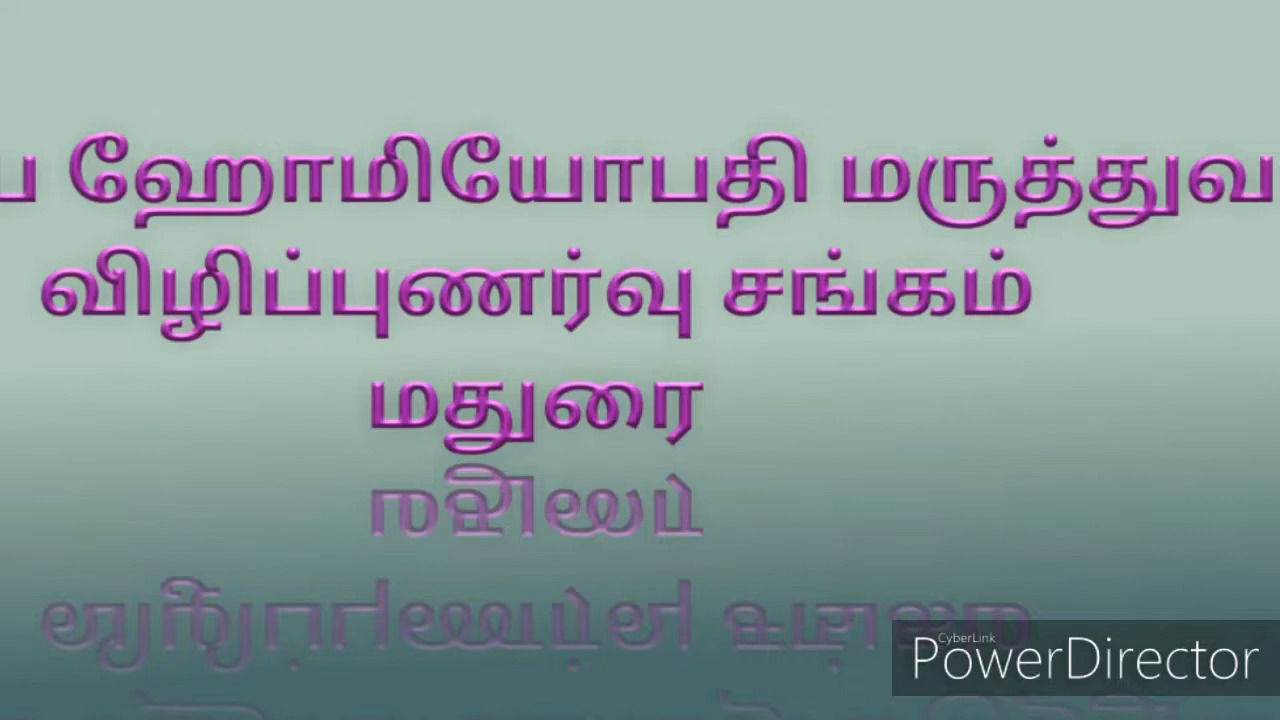 ஹோமியோபதி மருத்துவ
விழிப்புணர்வு சங்கம்
மதுரை
CyberLink
PowerDirector